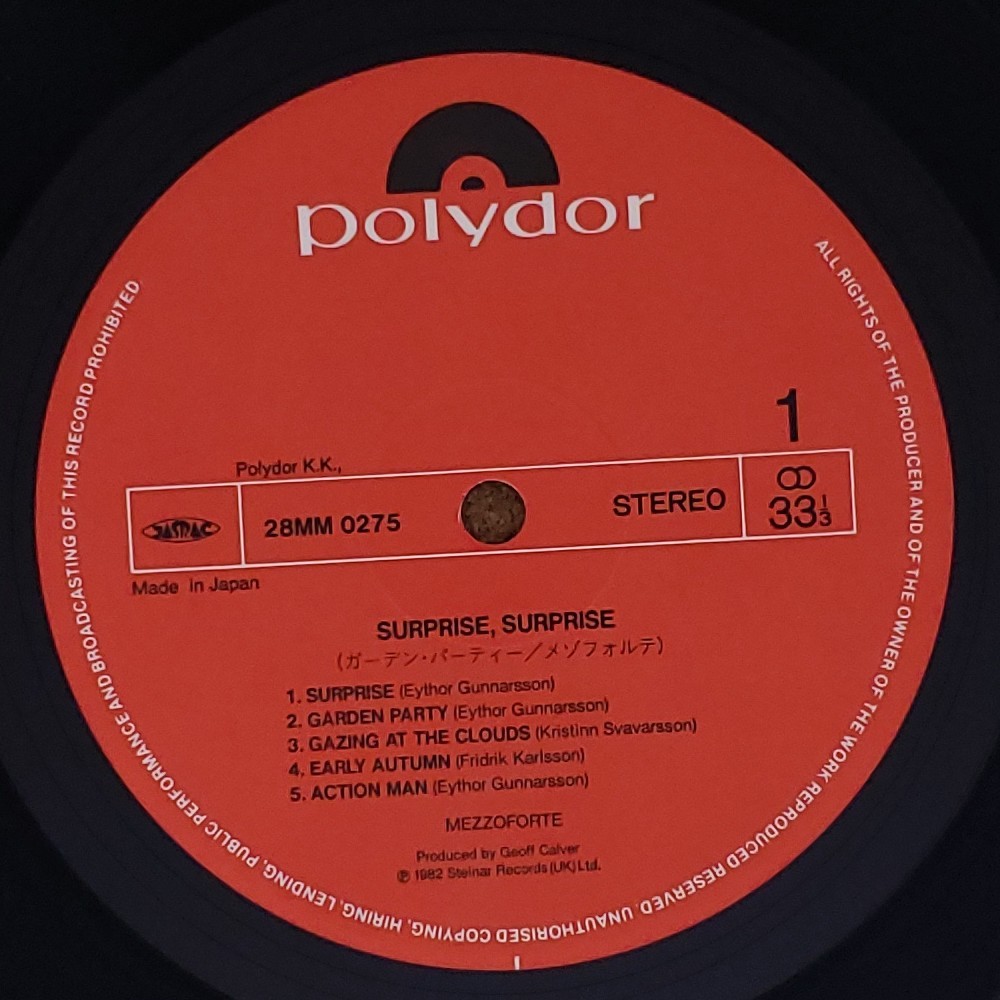 polydor
1
Polydor K.K.,
JASRAC
28MM 0275
STEREO
33 1/3
Made in Japan
SURPRISE, SURPRISE
(ガーデン・パーティー/メゾフォルテ)
1. SURPRISE (Eythor Gunnarsson)
2. GARDEN PARTY (Eythor Gunnarsson)
3. GAZING AT THE CLOUDS (Kristinn Svavarsson)
4. EARLY AUTUMN (Fridrik Karlsson)
5. ACTION MAN (Eythor Gunnarsson)
MEZZOFORTE
Produced by Geoff Calver
℗ 1982 Steinar Records (UK) Ltd.
ALL RIGHTS OF THE PRODUCER AND OF THE OWNER OF THE WORK REPRODUCED RESERVED. UNAUTHORISED COPYING, HIRING, LENDING, PUBLIC PERFORMANCE AND BROADCASTING OF THIS RECORD PROHIBITED